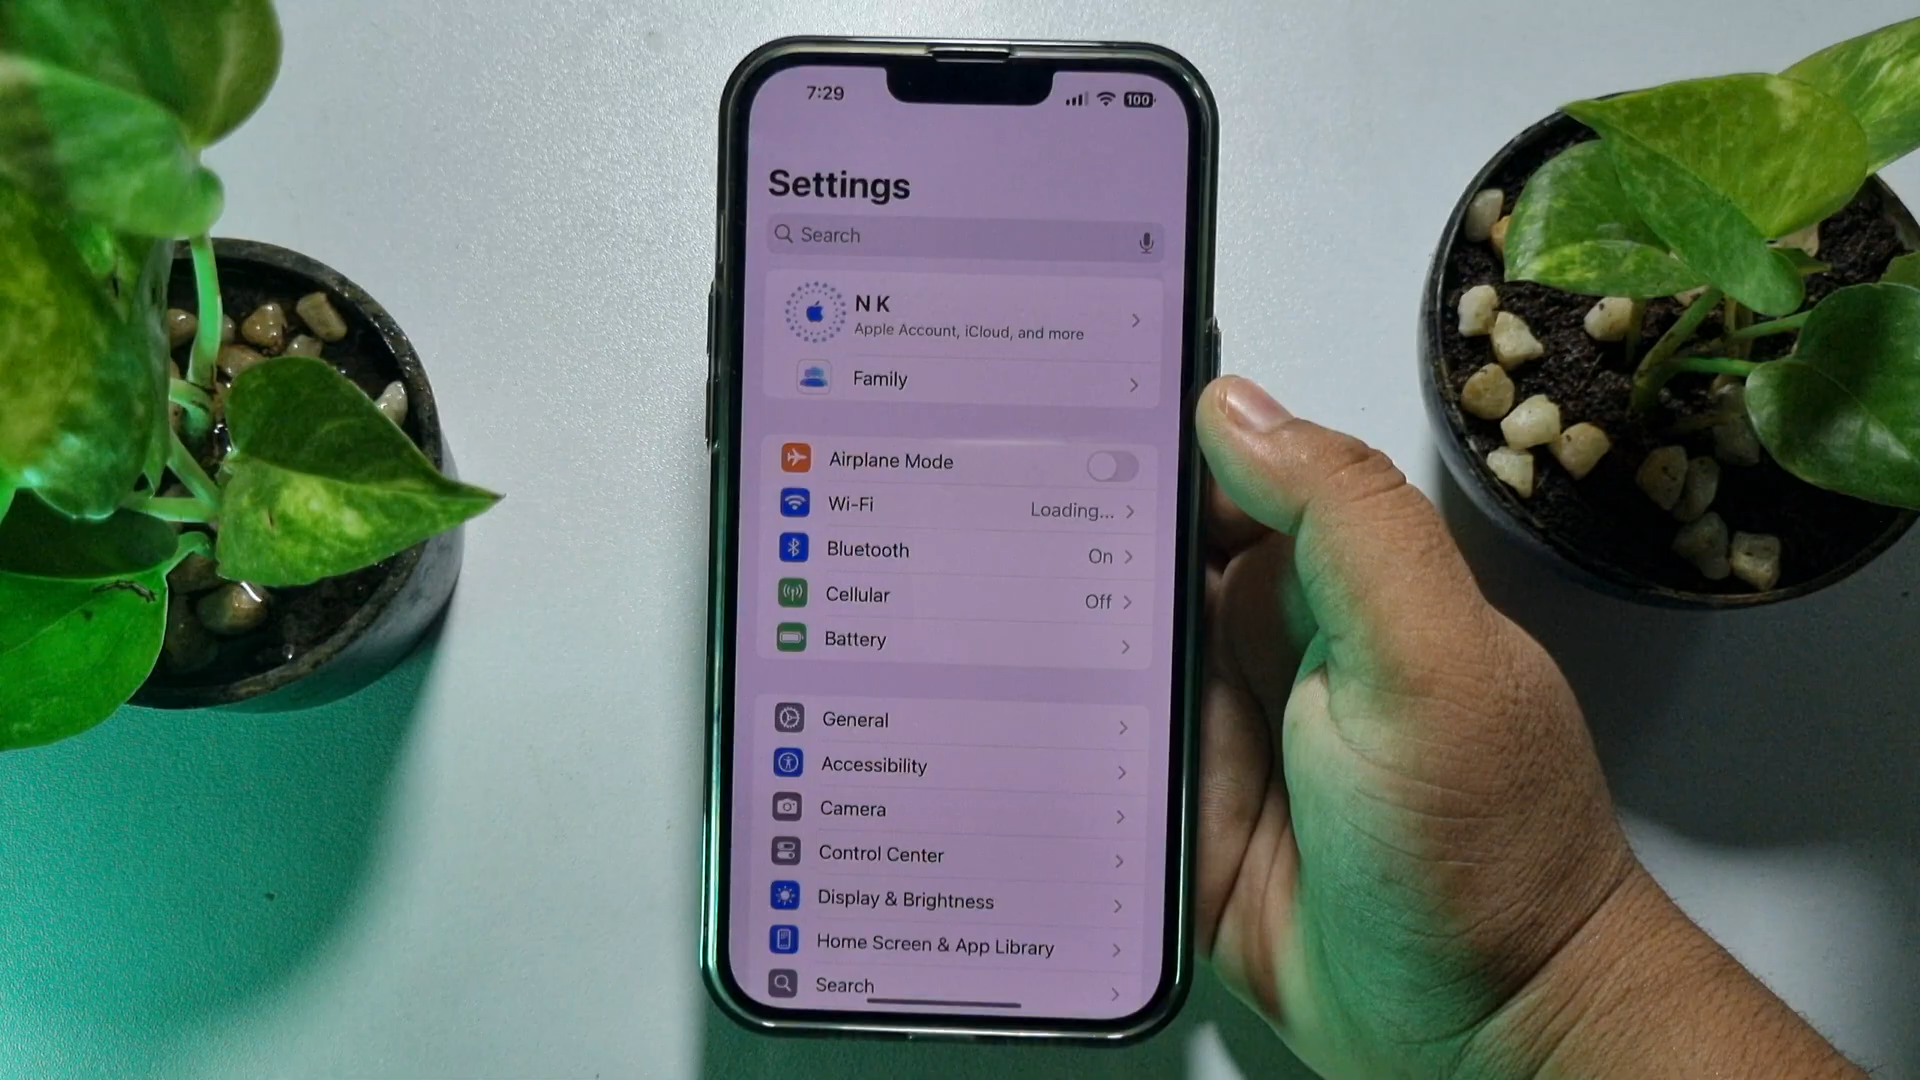 7:29
100
Settings
Search
N K
Apple Account, iCloud, and more
Family
Airplane Mode
Wi-Fi Loading...
Bluetooth On
Cellular Off
Battery
General
Accessibility
Camera
Control Center
Display & Brightness
Home Screen & App Library
Search